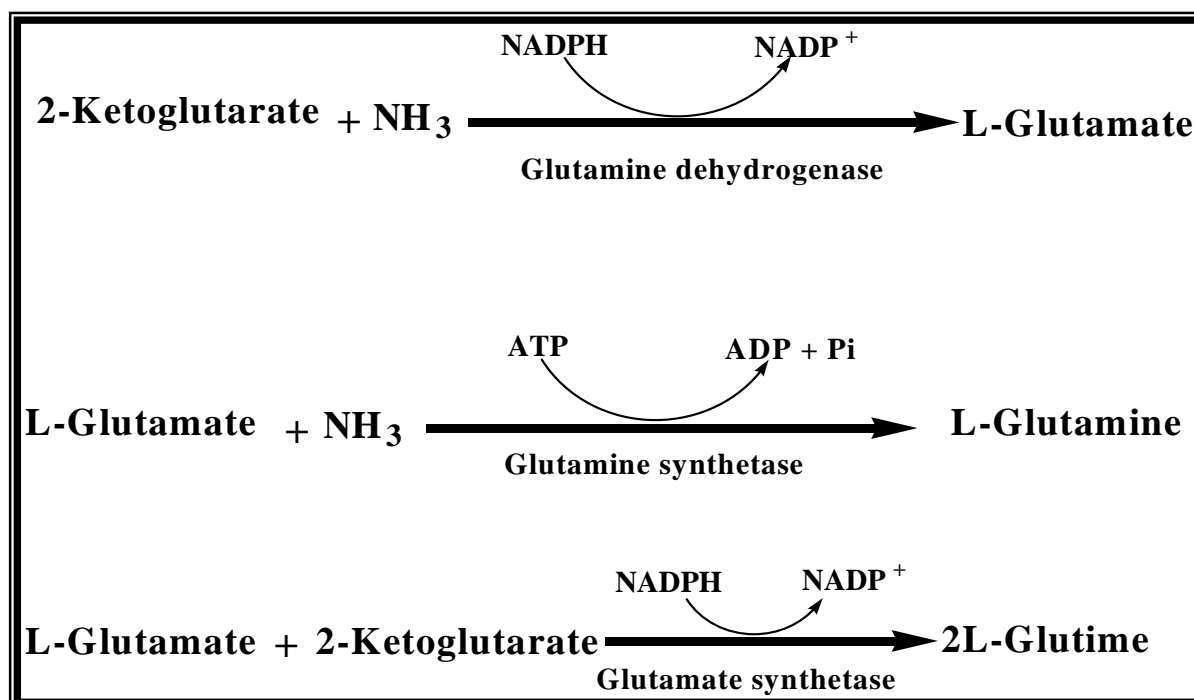 NADPH NADP+
2-Ketoglutarate + NH3 L-Glutamate
Glutamine dehydrogenase
ATP ADP + Pi
L-Glutamate + NH3 L-Glutamine
Glutamine synthetase
NADPH NADP+
L-Glutamate + 2-Ketoglutarate 2L-Glutime
Glutamate synthetase